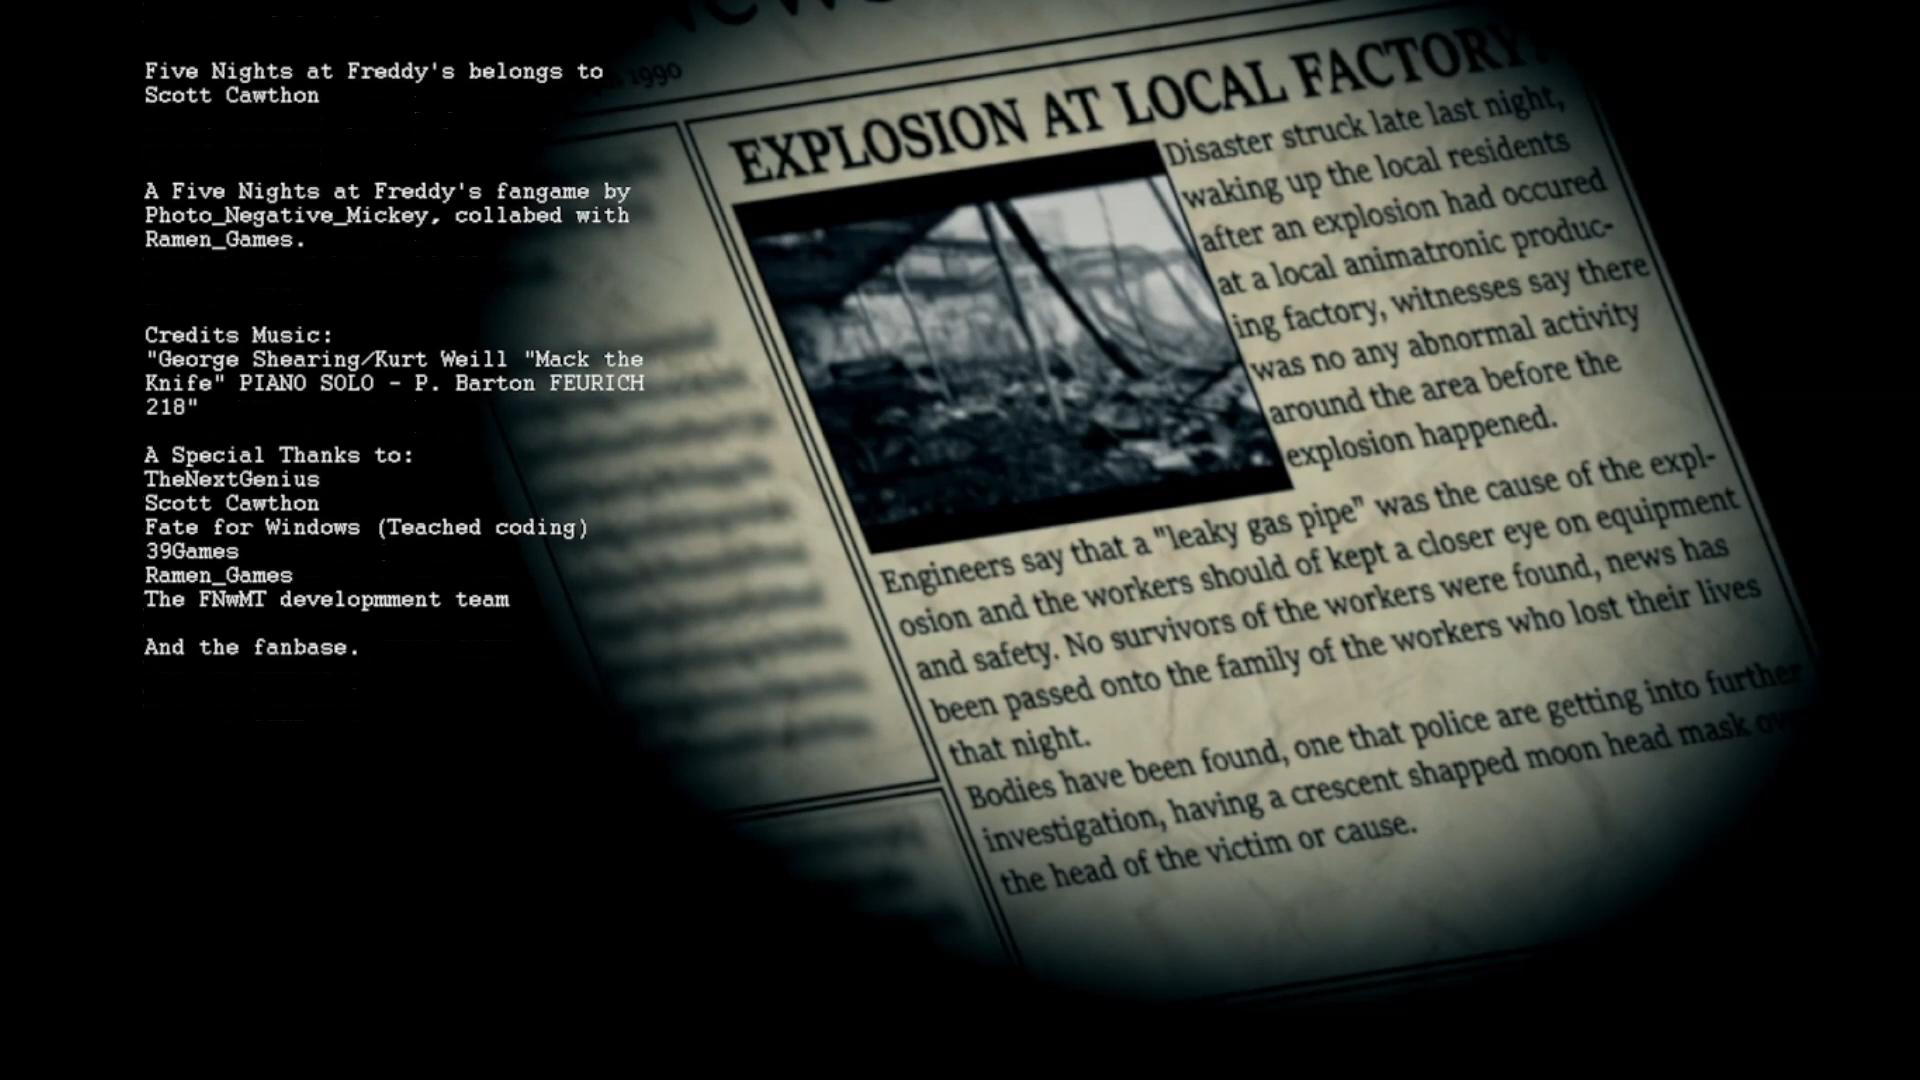 Five Nights at Freddy's belongs to
Scott Cawthon
A Five Nights at Freddy's fangame by
Photo_Negative_Mickey, collabed with
Ramen_Games.
Credits Music:
"George Shearing/Kurt Weill "Mack the
Knife" PIANO SOLO - P. Barton FEURICH
218"
A Special Thanks to:
TheNextGenius
Scott Cawthon
Fate for Windows (Teached coding)
39Games
Ramen_Games
The FNwMT developmment team
And the fanbase.
1990
EXPLOSION AT LOCAL FACTORY
Disaster struck late last night,
waking up the local residents
after an explosion had occured
at a local animatronic produc-
ing factory, witnesses say there
was no any abnormal activity
around the area before the
explosion happened.
Engineers say that a "leaky gas pipe" was the cause of the expl-
osion and the workers should of kept a closer eye on equipment
and safety. No survivors of the workers were found, news has
been passed onto the family of the workers who lost their lives
that night.
Bodies have been found, one that police are getting into further
investigation, having a crescent shapped moon head mask
the head of the victim or cause.